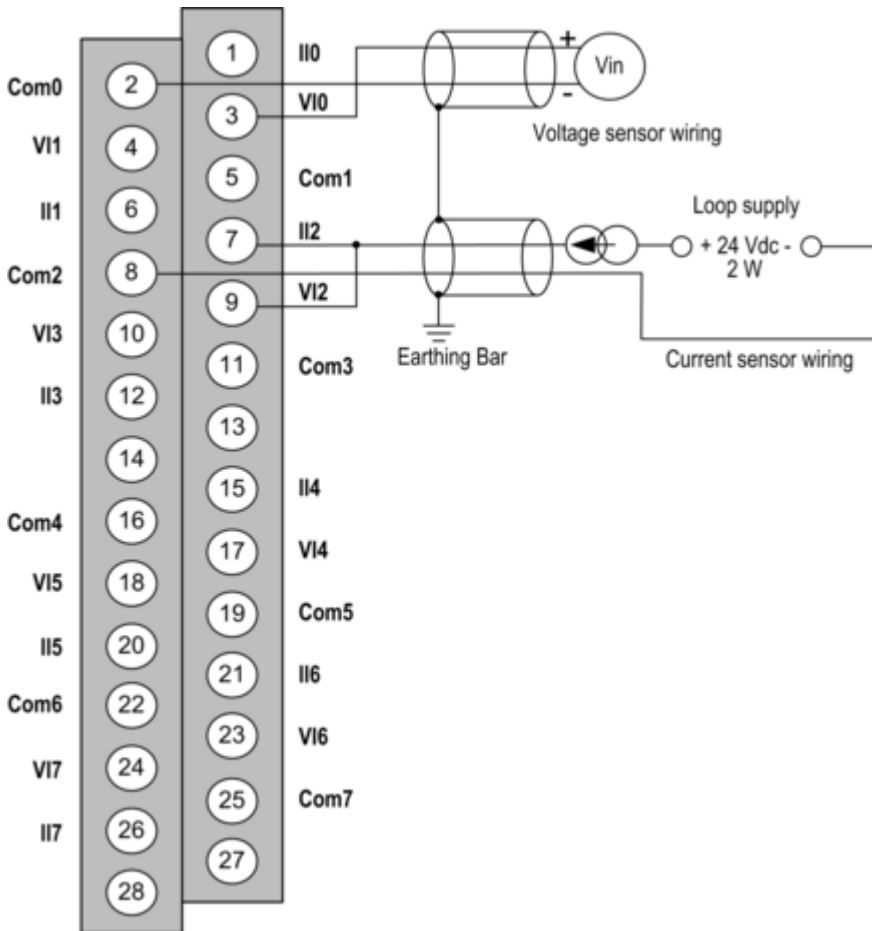 1 II0
Com0 2
3 VI0
+
Vin
-
Voltage sensor wiring
VI1 4
5 Com1
II1 6
7 II2
Loop supply
+ 24 Vdc -
2 W
Com2 8
9 VI2
Earthing Bar
Current sensor wiring
VI3 10
11 Com3
II3 12
13
14
15 II4
Com4 16
17 VI4
VI5 18
19 Com5
II5 20
21 II6
Com6 22
23 VI6
VI7 24
25 Com7
II7 26
27
28